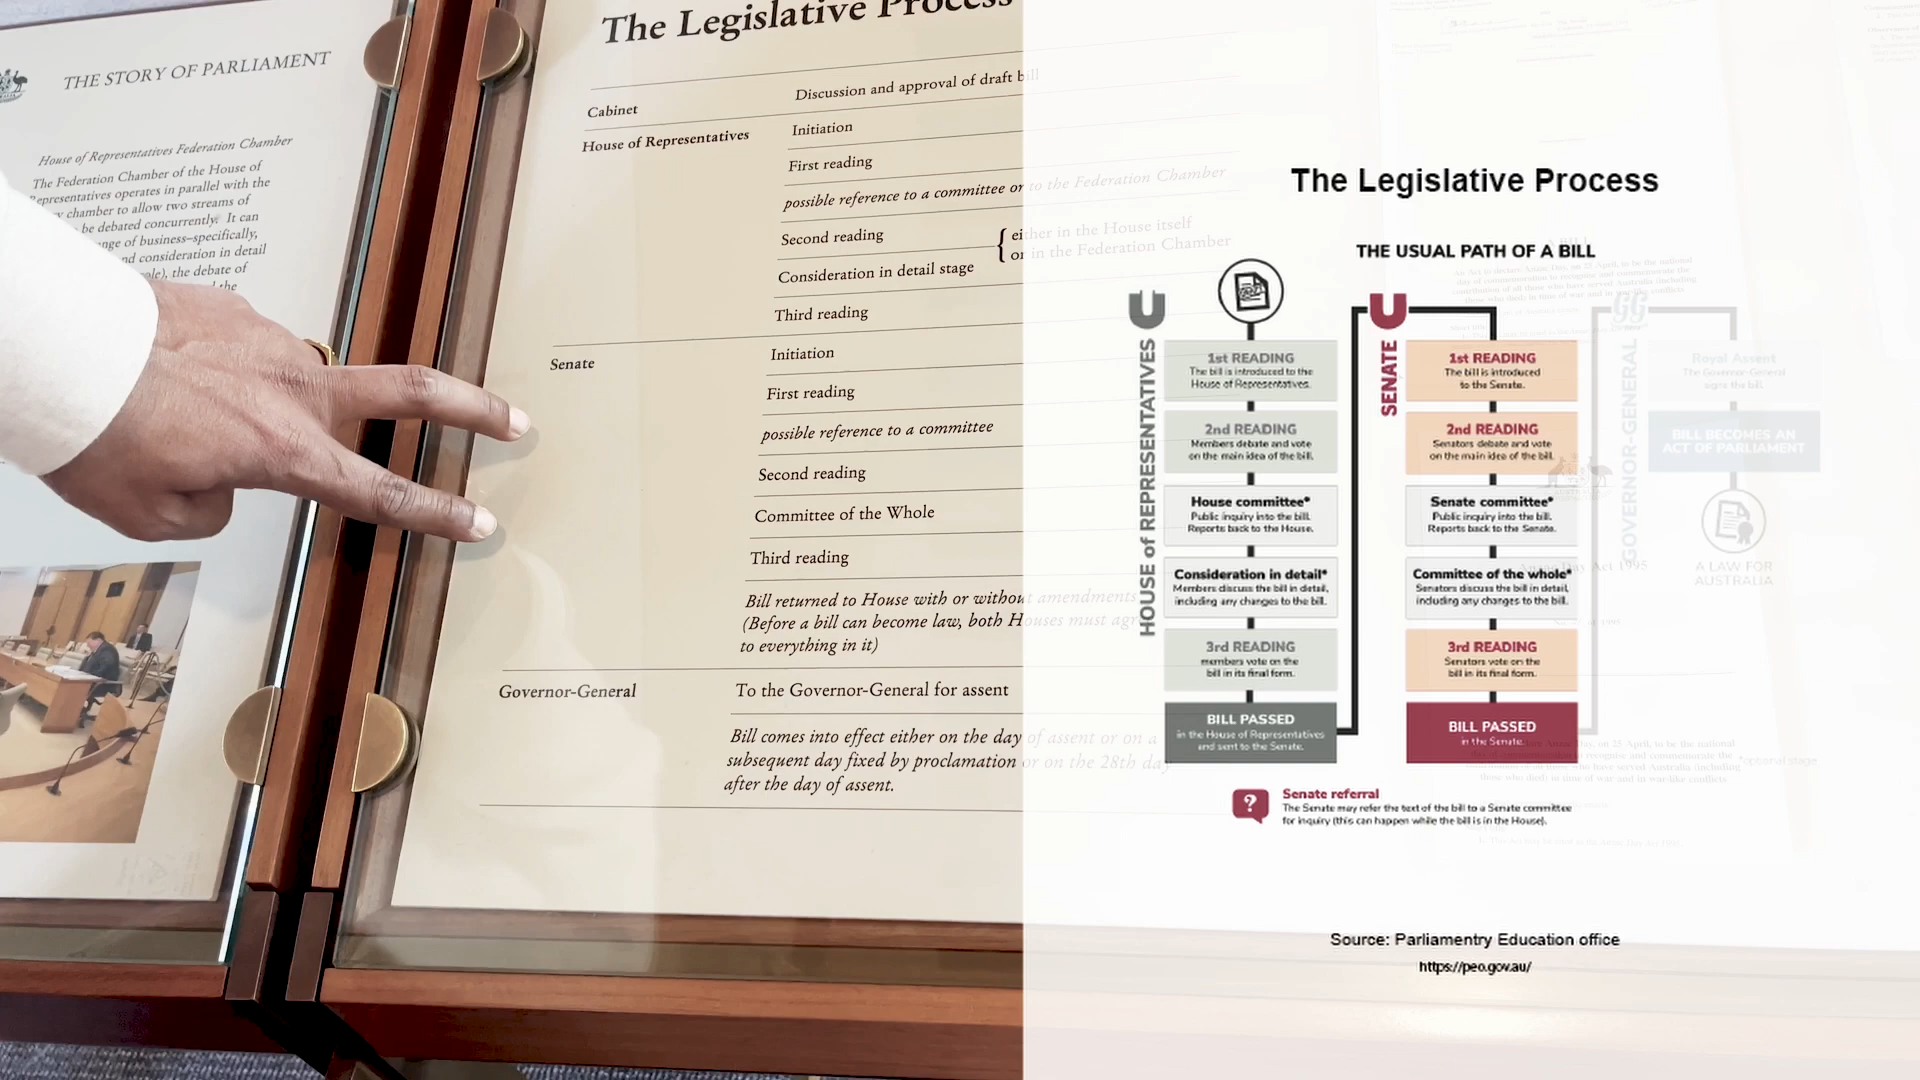 THE STORY OF PARLIAMENT
House of Representatives Federation Chamber
The Federation Chamber of the House of
Representatives operates in parallel with the
chamber to allow two streams of
be debated concurrently. It can
range of business–specifically,
nd consideration in detail
ole), the debate of
the
The Legislative Process
Cabinet
Discussion and approval of draft bill
House of Representatives
Initiation
First reading
possible reference to a committee or to the Federation Chamber
Second reading
either in the House itself
Consideration in detail stage
or in the Federation Chamber
Third reading
Senate
Initiation
First reading
possible reference to a committee
Second reading
Committee of the Whole
Third reading
Bill returned to House with or without amendments
(Before a bill can become law, both Houses must agr
to everything in it)
Governor-General
To the Governor-General for assent
Bill comes into effect either on the day of assent or on a
subsequent day fixed by proclamation or on the 28th day
after the day of assent.
The Legislative Process
THE USUAL PATH OF A BILL
HOUSE of REPRESENTATIVES
DRAFT
1st READING
The bill is introduced to the
House of Representatives.
2nd READING
Members debate and vote
on the main idea of the bill.
House committee*
Public inquiry into the bill.
Reports back to the House.
Consideration in detail*
Members discuss the bill in detail,
including any changes to the bill.
3rd READING
members vote on the
bill in its final form.
BILL PASSED
in the House of Representatives
and sent to the Senate.
SENATE
1st READING
The bill is introduced
to the Senate.
2nd READING
Senators debate and vote
on the main idea of the bill.
Senate committee*
Public inquiry into the bill.
Reports back to the Senate.
Committee of the whole*
Senators discuss the bill in detail,
including any changes to the bill.
3rd READING
Senators vote on the
bill in its final form.
BILL PASSED
in the Senate.
GG
GOVERNOR-GENERAL
Royal Assent
The Governor-General
signs the bill
BILL BECOMES AN
ACT OF PARLIAMENT
A LAW FOR
AUSTRALIA
*optional stage
Senate referral
The Senate may refer the text of the bill to a Senate committee
for inquiry (this can happen while the bill is in the House).
Source: Parliamentry Education office
https://peo.gov.au/